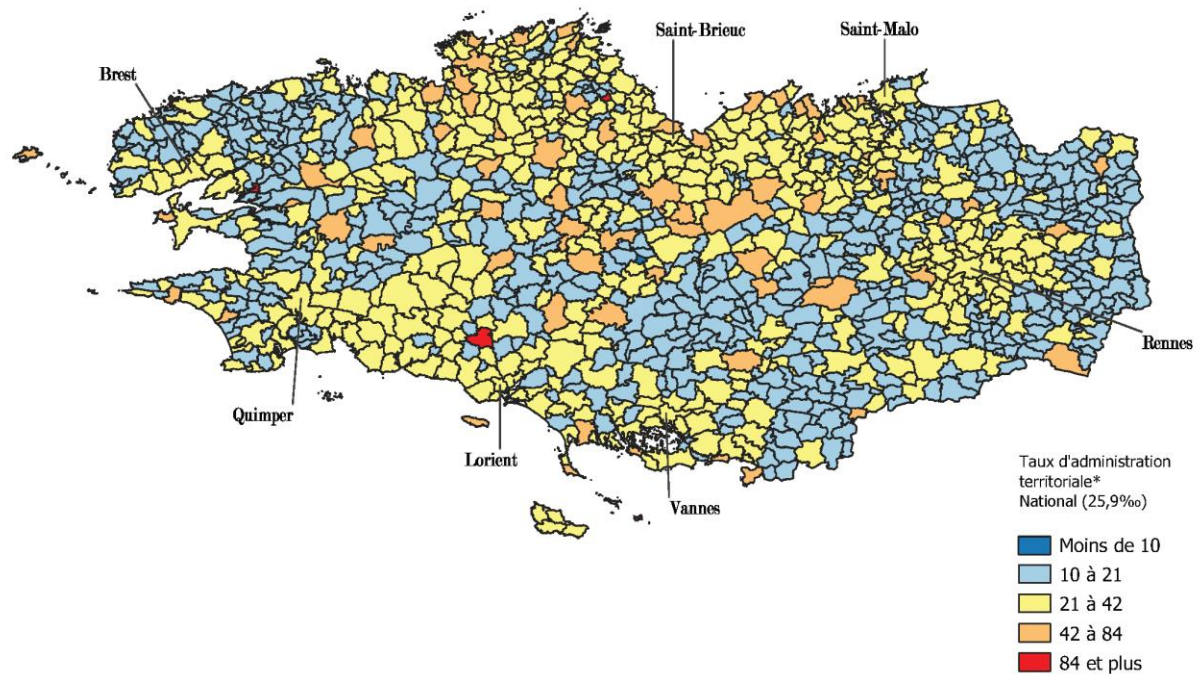 Saint-Brieuc
Saint-Malo
Brest
Rennes
Quimper
Lorient
Vannes
Taux d'administration
territoriale*
National (25,9‰)
Moins de 10
10 à 21
21 à 42
42 à 84
84 et plus